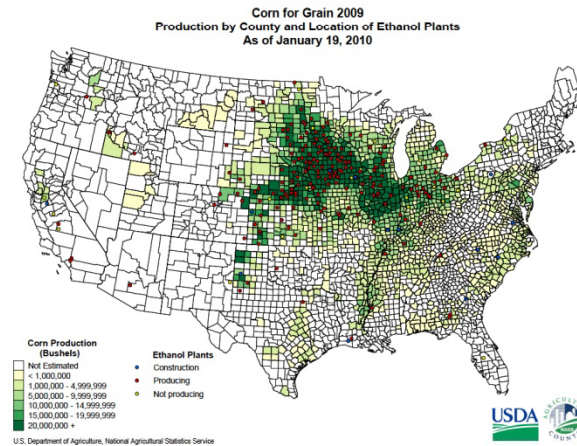 Corn for Grain 2009
Production by County and Location of Ethanol Plants
As of January 19, 2010
Corn Production
(Bushels)
Not Estimated
< 1,000,000
1,000,000 - 4,999,999
5,000,000 - 9,999,999
10,000,000 - 14,999,999
15,000,000 - 19,999,999
20,000,000 +
Ethanol Plants
Construction
Producing
Not producing
U.S. Department of Agriculture, National Agricultural Statistics Service
USDA
AGRICULTURE
COUNTS